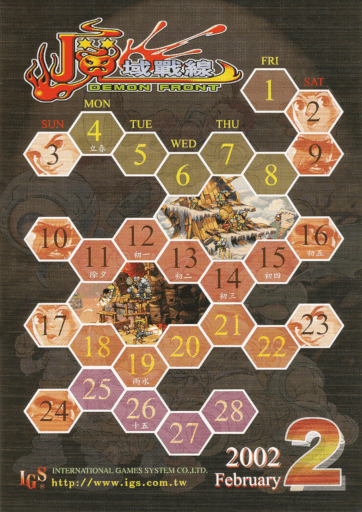 魔域戰線
DEMON FRONT
FRI
1
SAT
2
SUN
3
MON
4
立春
TUE
5
WED
6
THU
7
8
9
10
11
除夕
12
初一
13
初二
14
初三
15
初四
16
初五
17
18
19
雨水
20
21
22
23
24
25
26
十五
27
28
IGS
INTERNATIONAL GAMES SYSTEM CO.,LTD.
http://www.igs.com.tw
2002
February
2